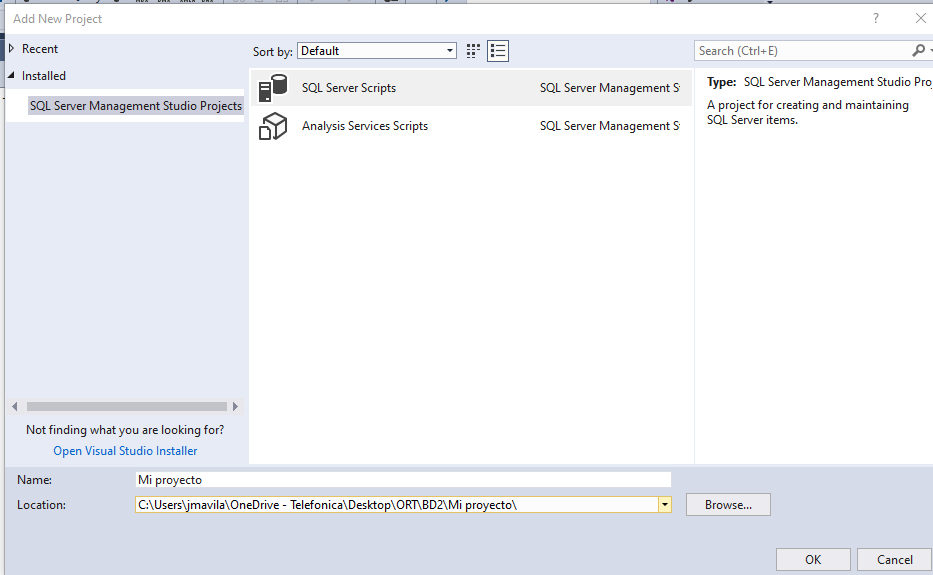 Add New Project
?
Recent
Installed
SQL Server Management Studio Projects
Not finding what you are looking for?
Open Visual Studio Installer
Sort by:
Default
SQL Server Scripts
SQL Server Management S
Analysis Services Scripts
SQL Server Management S
Search (Ctrl+E)
Type: SQL Server Management Studio Proj
A project for creating and maintaining
SQL Server items.
Name:
Mi proyecto
Location:
C:\Users\jmavila\OneDrive - Telefonica\Desktop\ORT\BD2\Mi proyecto\
Browse...
OK
Cancel